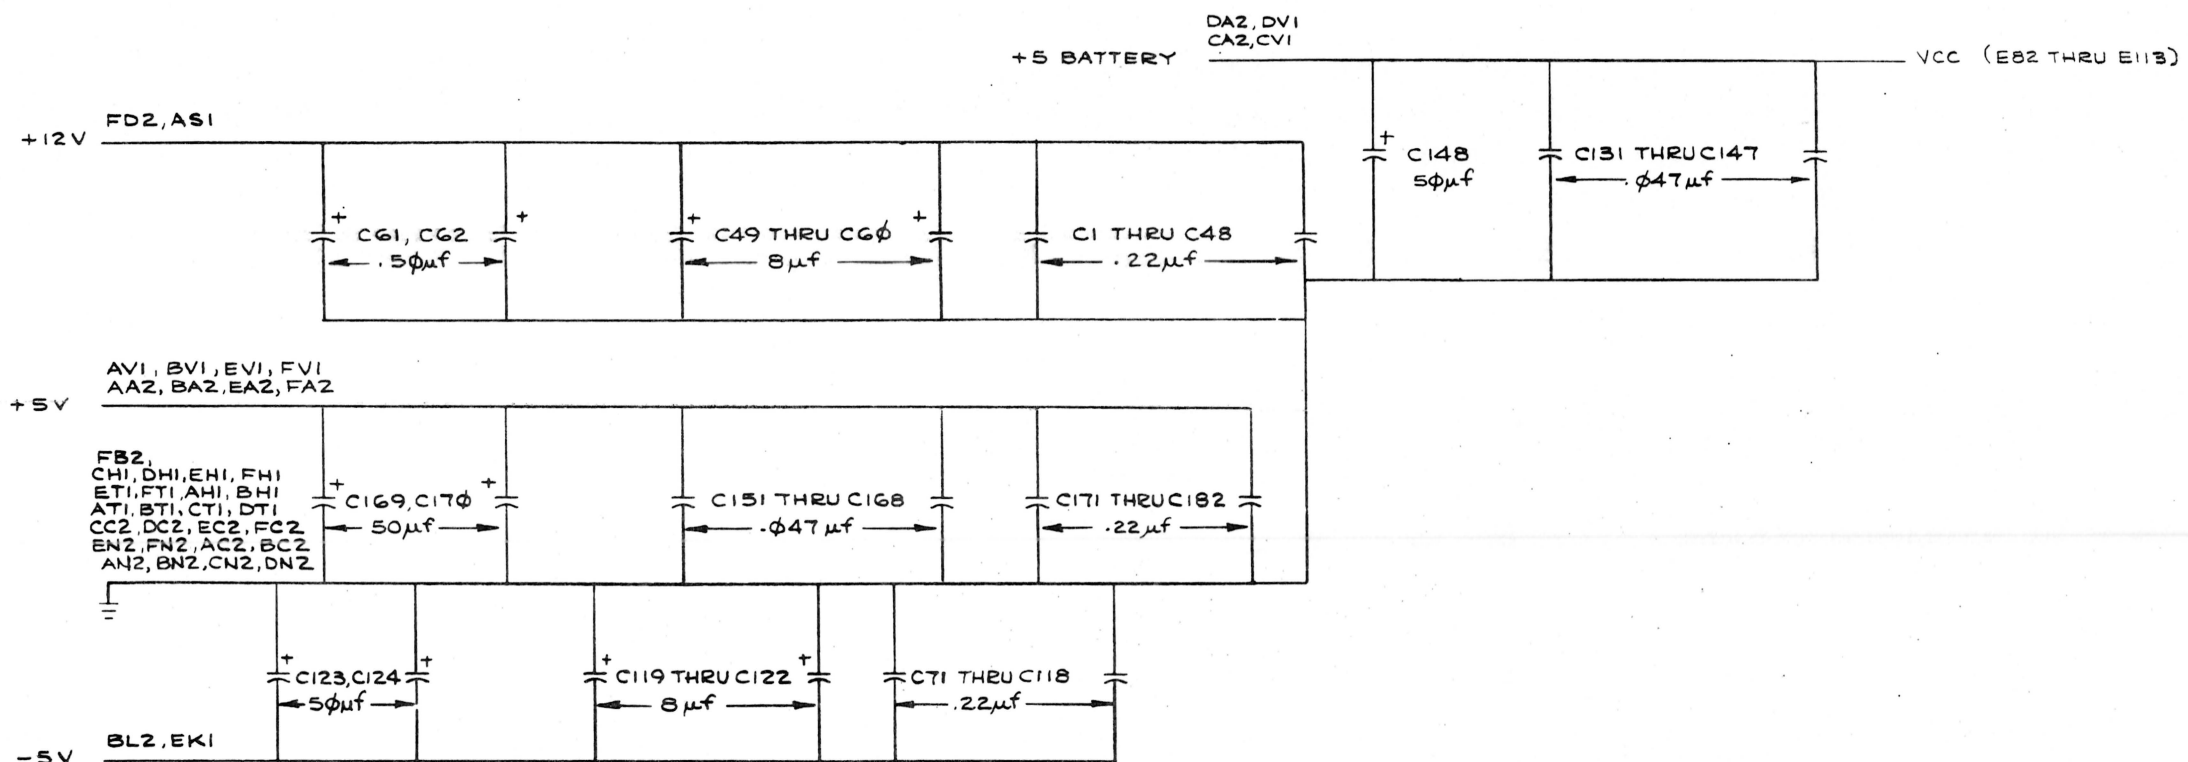 DA2, DV1
CA2, CV1
+5 BATTERY
VCC (E82 THRU E113)
FD2, AS1
+12V
+
C148
5Øµf
C131 THRU C147
.Ø47µf
+
C61, C62
+
.5Øµf
+
C49 THRU C6Ø
+
8µf
C1 THRU C48
.22µf
AV1, BV1, EV1, FV1
AA2, BA2, EA2, FA2
+5V
FB2,
CH1, DH1, EH1, FH1
ET1, FT1, AH1, BH1
AT1, BT1, CT1, DT1
CC2, DC2, EC2, FC2
EN2, FN2, AC2, BC2
AN2, BN2, CN2, DN2
+
C169, C17Ø
+
50µf
C151 THRU C168
.Ø47µf
C171 THRU C182
.22µf
+
C123, C124
+
5Øµf
+
C119 THRU C122
+
8µf
C71 THRU C118
.22µf
BL2, EK1
-5V